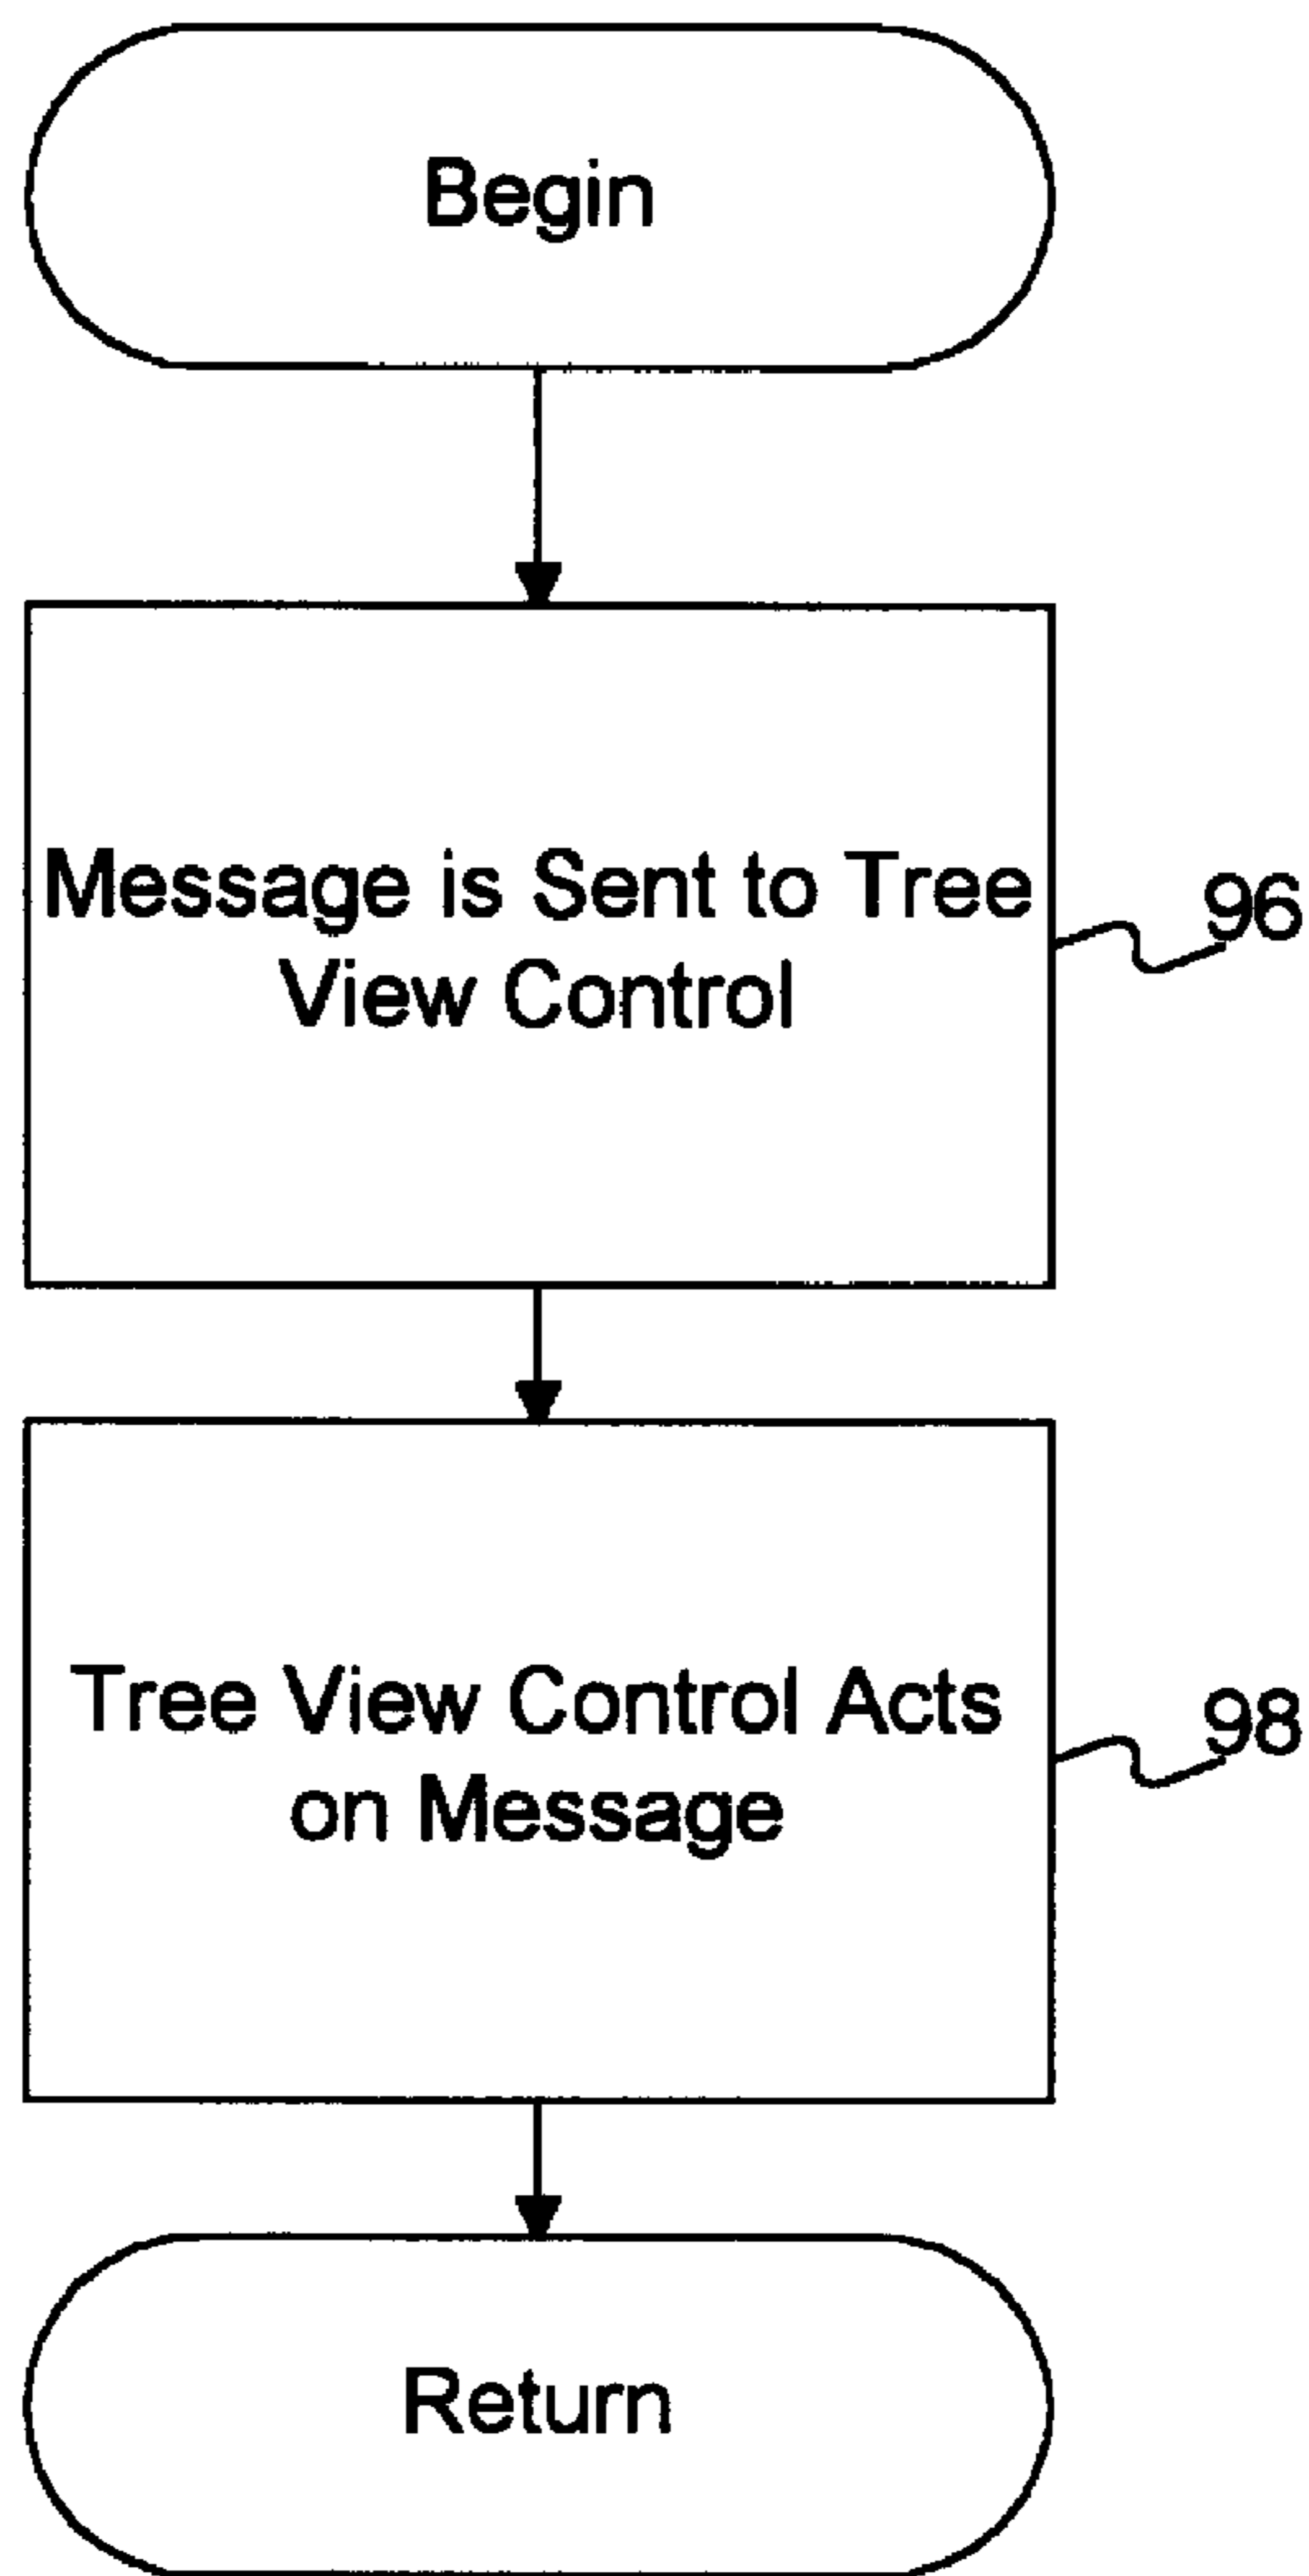 Begin
Message is Sent to Tree
View Control
96
Tree View Control Acts
on Message
98
Return